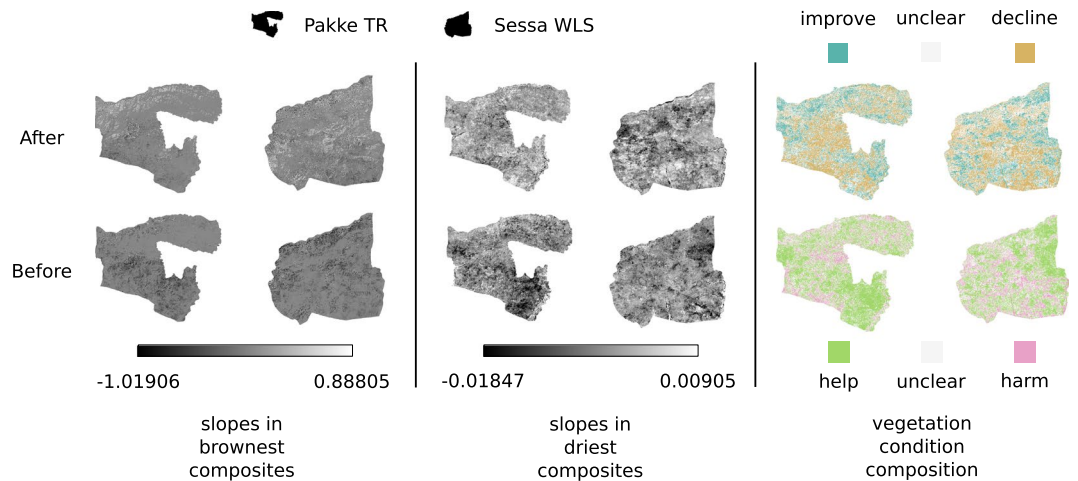 Pakke TR
Sessa WLS
improve unclear decline
After
Before
-1.01906 0.88805
-0.01847 0.00905
help unclear harm
slopes in
brownest
composites
slopes in
driest
composites
vegetation
condition
composition